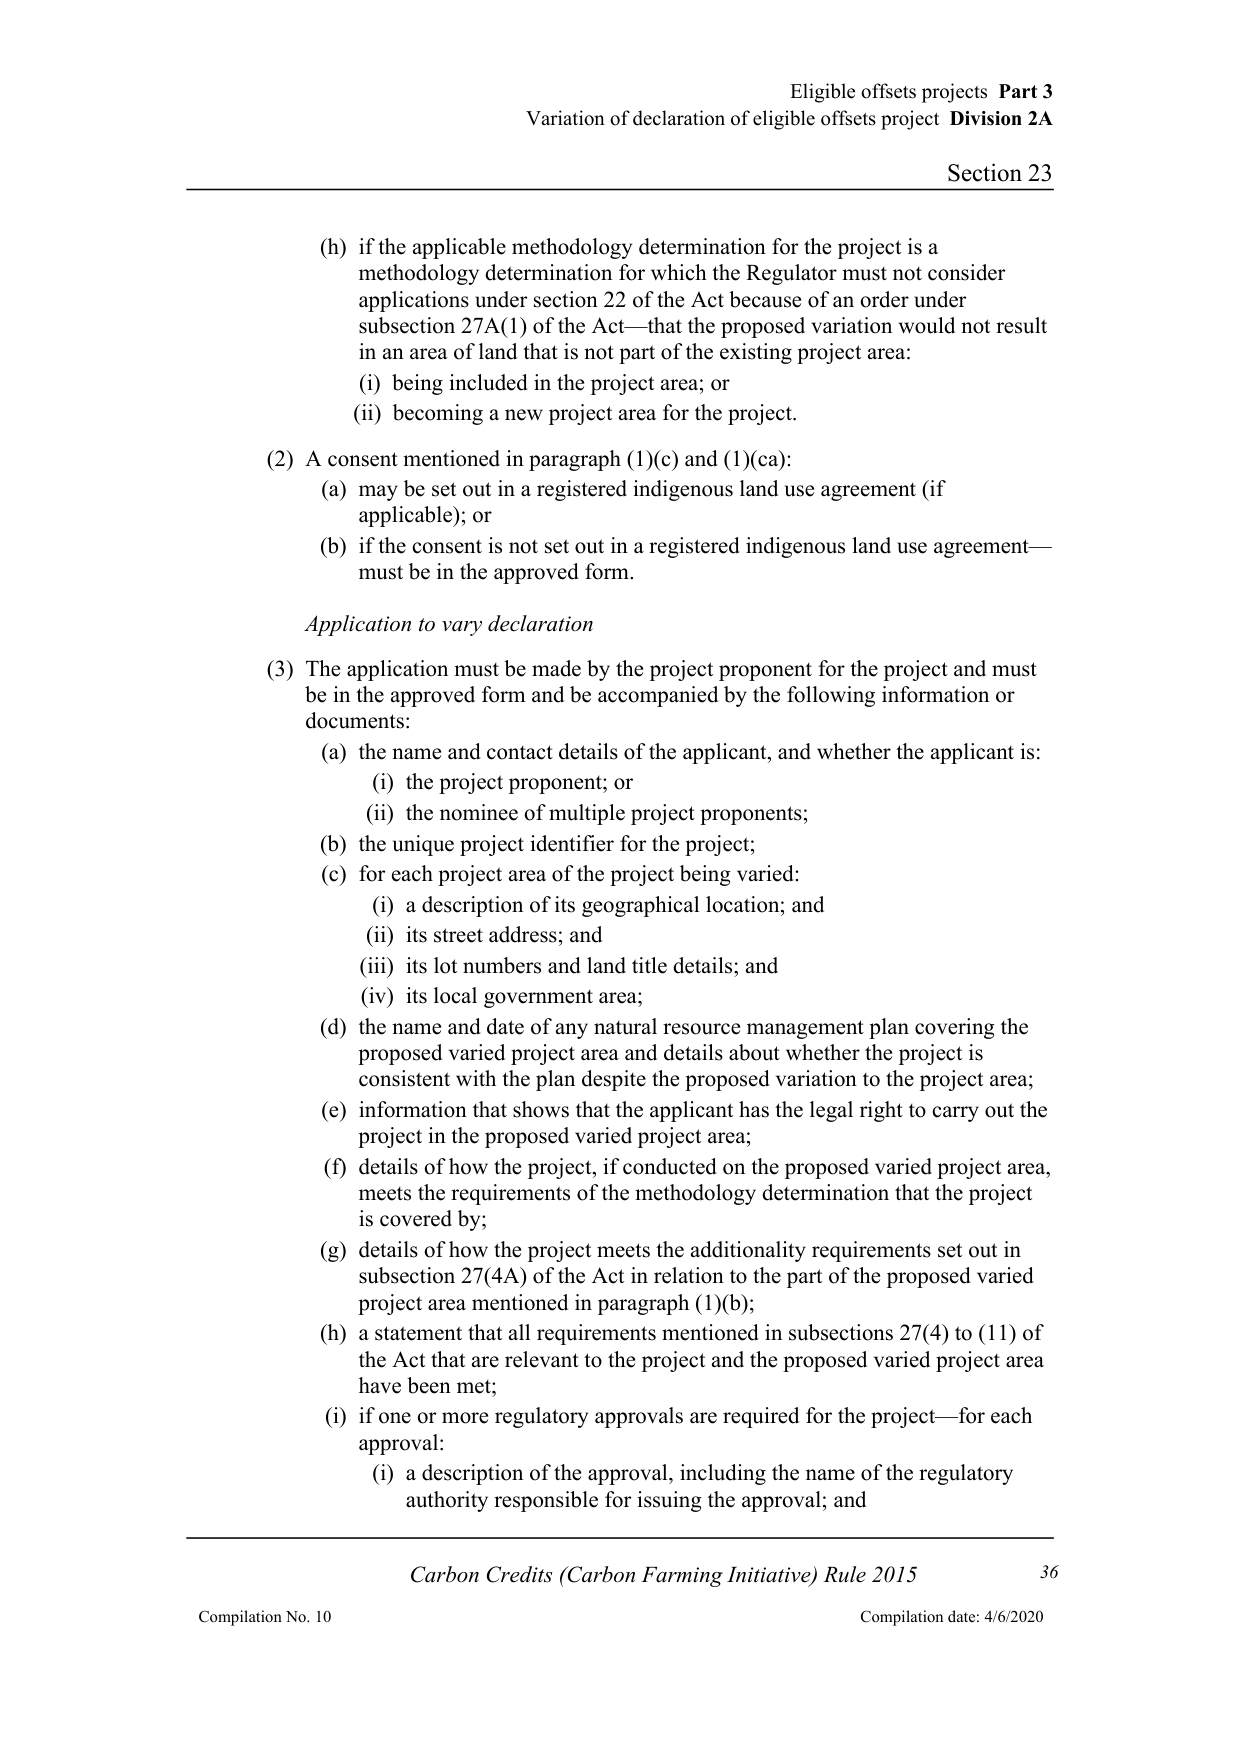 Eligible offsets projects Part 3
Variation of declaration of eligible offsets project Division 2A
Section 23
(h) if the applicable methodology determination for the project is a
methodology determination for which the Regulator must not consider
applications under section 22 of the Act because of an order under
subsection 27A(1) of the Act—that the proposed variation would not result
in an area of land that is not part of the existing project area:
(i) being included in the project area; or
(ii) becoming a new project area for the project.
(2) A consent mentioned in paragraph (1)(c) and (1)(ca):
(a) may be set out in a registered indigenous land use agreement (if
applicable); or
(b) if the consent is not set out in a registered indigenous land use agreement—
must be in the approved form.
Application to vary declaration
(3) The application must be made by the project proponent for the project and must
be in the approved form and be accompanied by the following information or
documents:
(a) the name and contact details of the applicant, and whether the applicant is:
(i) the project proponent; or
(ii) the nominee of multiple project proponents;
(b) the unique project identifier for the project;
(c) for each project area of the project being varied:
(i) a description of its geographical location; and
(ii) its street address; and
(iii) its lot numbers and land title details; and
(iv) its local government area;
(d) the name and date of any natural resource management plan covering the
proposed varied project area and details about whether the project is
consistent with the plan despite the proposed variation to the project area;
(e) information that shows that the applicant has the legal right to carry out the
project in the proposed varied project area;
(f) details of how the project, if conducted on the proposed varied project area,
meets the requirements of the methodology determination that the project
is covered by;
(g) details of how the project meets the additionality requirements set out in
subsection 27(4A) of the Act in relation to the part of the proposed varied
project area mentioned in paragraph (1)(b);
(h) a statement that all requirements mentioned in subsections 27(4) to (11) of
the Act that are relevant to the project and the proposed varied project area
have been met;
(i) if one or more regulatory approvals are required for the project—for each
approval:
(i) a description of the approval, including the name of the regulatory
authority responsible for issuing the approval; and
Carbon Credits (Carbon Farming Initiative) Rule 2015 36
Compilation No. 10 Compilation date: 4/6/2020